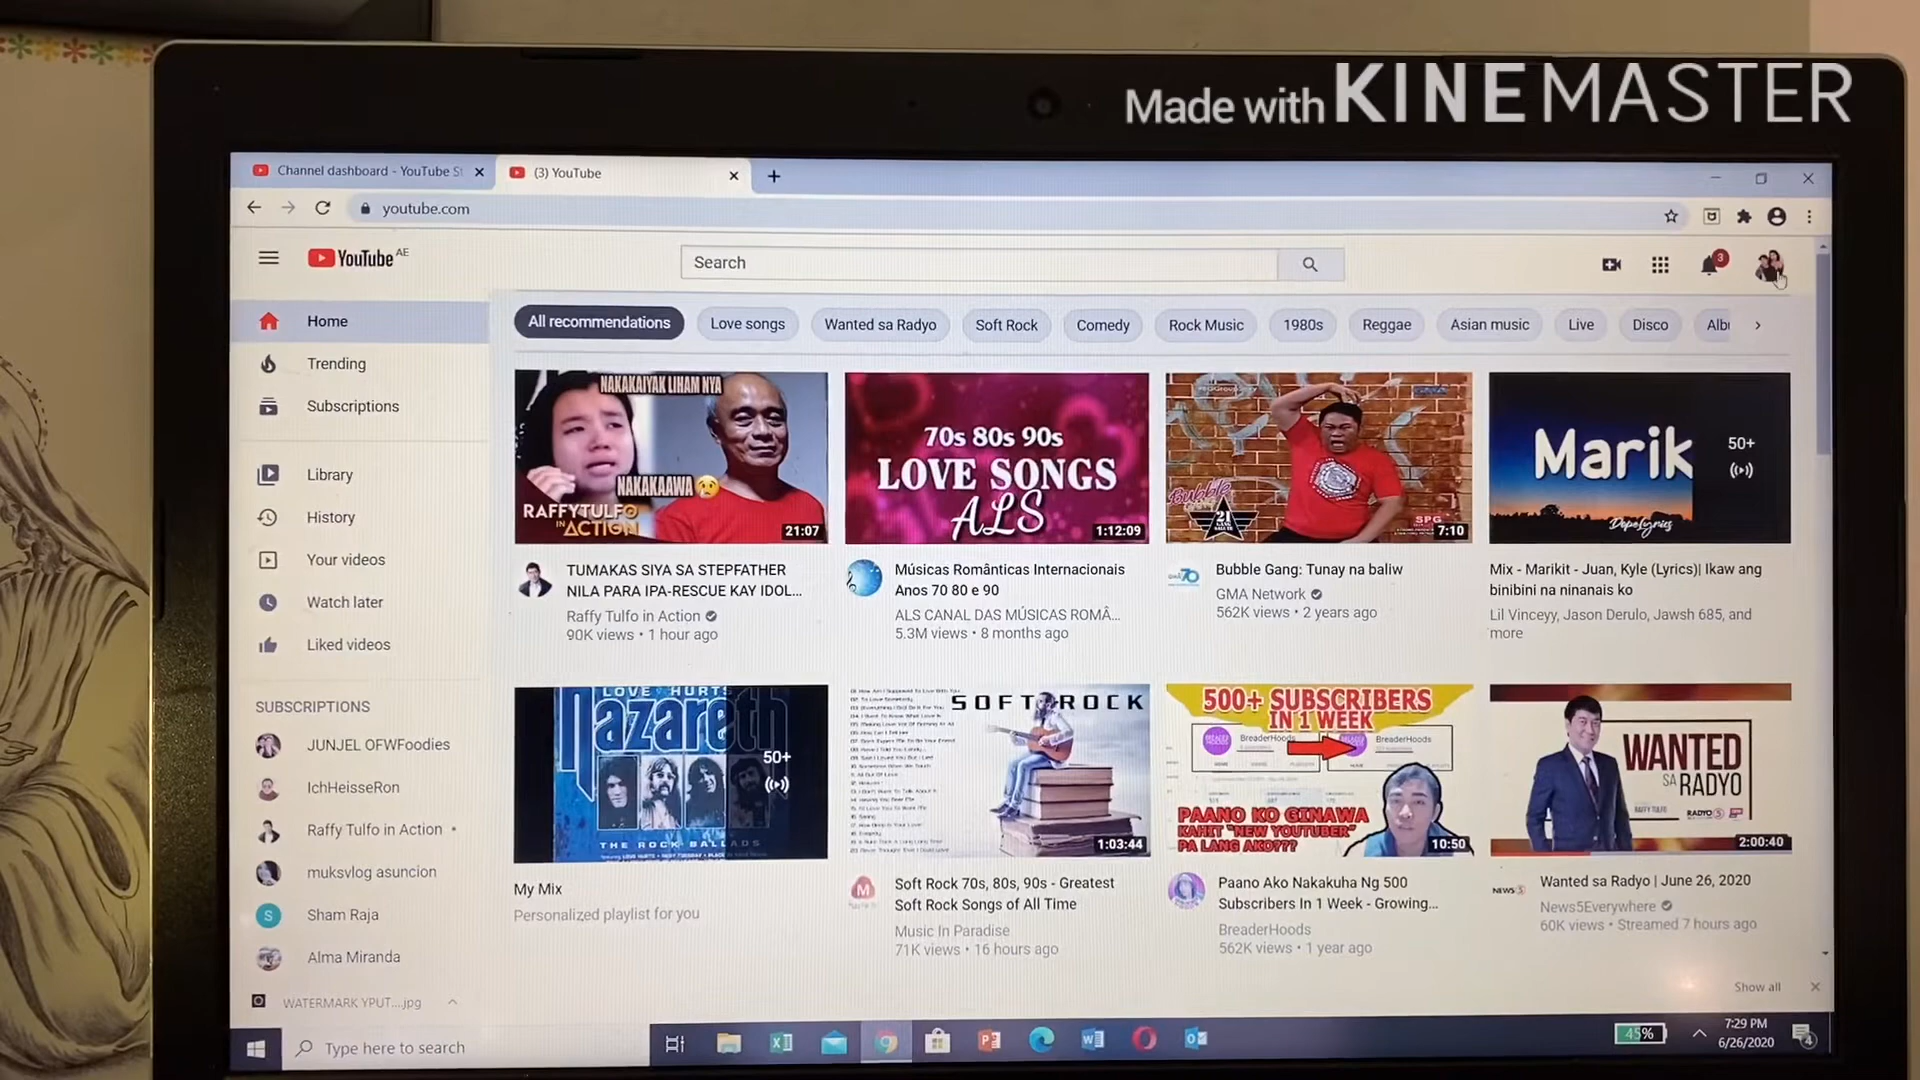 Made with KINEMASTER
Channel dashboard - YouTube St
(3) YouTube
youtube.com
YouTube AE
Search
3
Home
Trending
Subscriptions
Library
History
Your videos
Watch later
Liked videos
SUBSCRIPTIONS
JUNJEL OFWFoodies
IchHeisseRon
Raffy Tulfo in Action
muksvlog asuncion
S
Sham Raja
Alma Miranda
All recommendations
Love songs
Wanted sa Radyo
Soft Rock
Comedy
Rock Music
1980s
Reggae
Asian music
Live
Disco
NAKAKAIYAK LIHAM NYA
NAKAKAAWA
RAFFY TULFO
IN ACTION
21:07
TUMAKAS SIYA SA STEPFATHER
NILA PARA IPA-RESCUE KAY IDOL...
Raffy Tulfo in Action
90K views • 1 hour ago
70s 80s 90s
LOVE SONGS
ALS
1:12:09
Músicas Românticas Internacionais
Anos 70 80 e 90
ALS CANAL DAS MÚSICAS ROMÂ...
5.3M views • 8 months ago
Bubble
SPG
7:10
70
Bubble Gang: Tunay na baliw
GMA Network
562K views • 2 years ago
Marik
50+
DopeLyrics
Mix - Marikit - Juan, Kyle (Lyrics)| Ikaw ang
binibini na ninanais ko
Lil Vinceyy, Jason Derulo, Jawsh 685, and
more
LOVE HURTS
Nazareth
50+
THE ROCK BALLADS
My Mix
Personalized playlist for you
SOFT ROCK
1:03:44
M
Soft Rock 70s, 80s, 90s - Greatest
Soft Rock Songs of All Time
Music In Paradise
71K views • 16 hours ago
500+ SUBSCRIBERS
IN 1 WEEK
BreaderHoods
BreaderHoods
PAANO KO GINAWA
KAHIT "NEW YOUTUBER"
PA LANG AKO???
10:50
Paano Ako Nakakuha Ng 500
Subscribers In 1 Week - Growing...
BreaderHoods
562K views • 1 year ago
WANTED
SA RADYO
RAFFY TULFO
RADYO5
2:00:40
NEWS5
Wanted sa Radyo | June 26, 2020
News5Everywhere
60K views • Streamed 7 hours ago
WATERMARK YPUT....jpg
Show all
Type here to search
45%
7:29 PM
6/26/2020
4